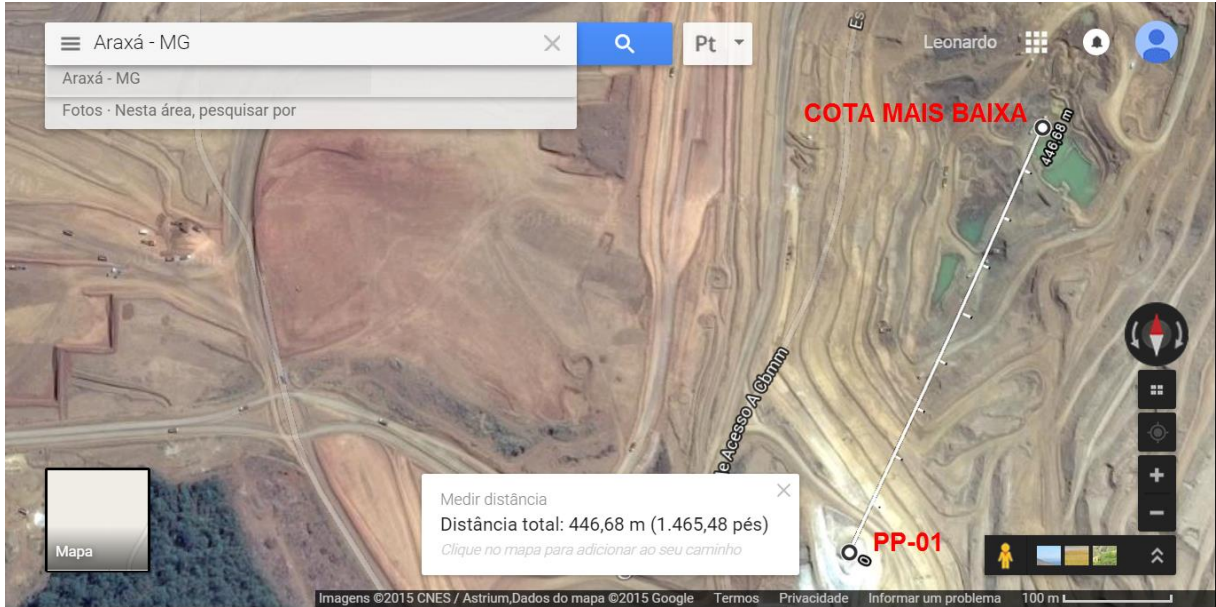 Araxá - MG
Pt
Leonardo
Araxá - MG
Fotos · Nesta área, pesquisar por
Es
COTA MAIS BAIXA
446,68 m
e Acesso A Cbmm
Medir distância
Distância total: 446,68 m (1.465,48 pés)
Clique no mapa para adicionar ao seu caminho
PP-01
0
Mapa
Imagens ©2015 CNES / Astrium,Dados do mapa ©2015 Google Termos Privacidade Informar um problema 100 m